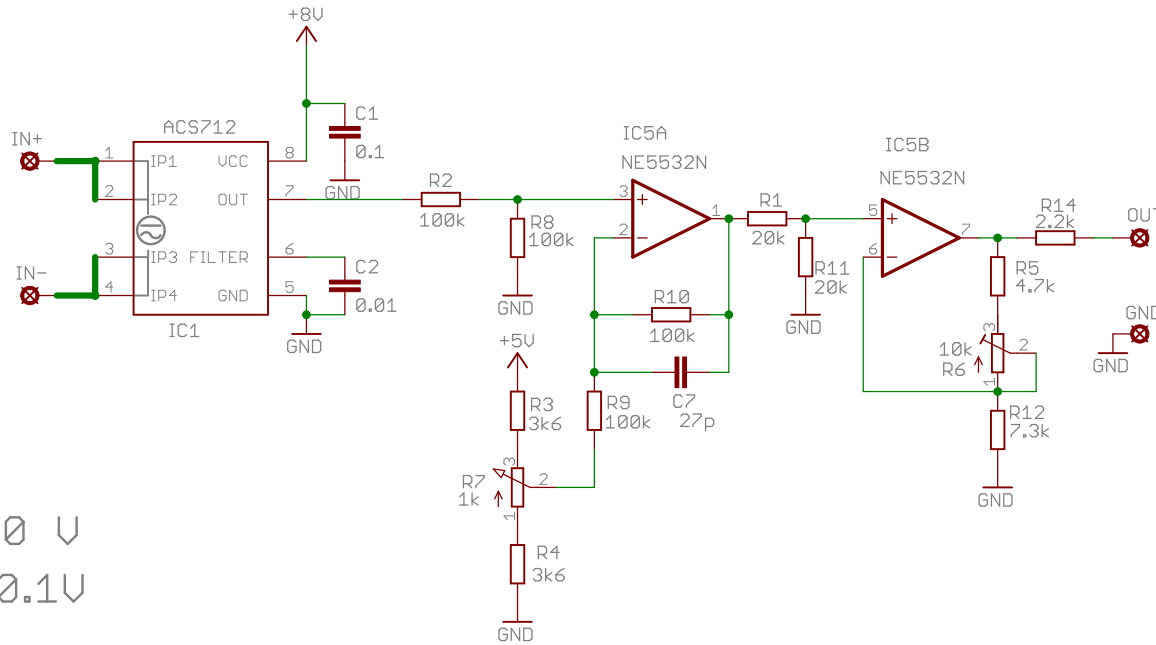 +8V
C1
0.1
GND
ACS712
IN+
IN-
1
2
3
4
IP1
IP2
IP3
IP4
VCC
OUT
FILTER
GND
8
7
6
5
IC1
C2
0.01
GND
R2
100k
R8
100k
GND
IC5A
NE5532N
3
2
1
+
-
R10
100k
C7
27p
R9
100k
+5V
R3
3k6
R7
1k
3
2
1
R4
3k6
GND
R1
20k
R11
20k
GND
IC5B
NE5532N
5
6
7
+
-
R14
2.2k
OUT
R5
4.7k
10k
R6
3
2
1
R12
7.3k
GND
GND
GND
0 V
0.1V